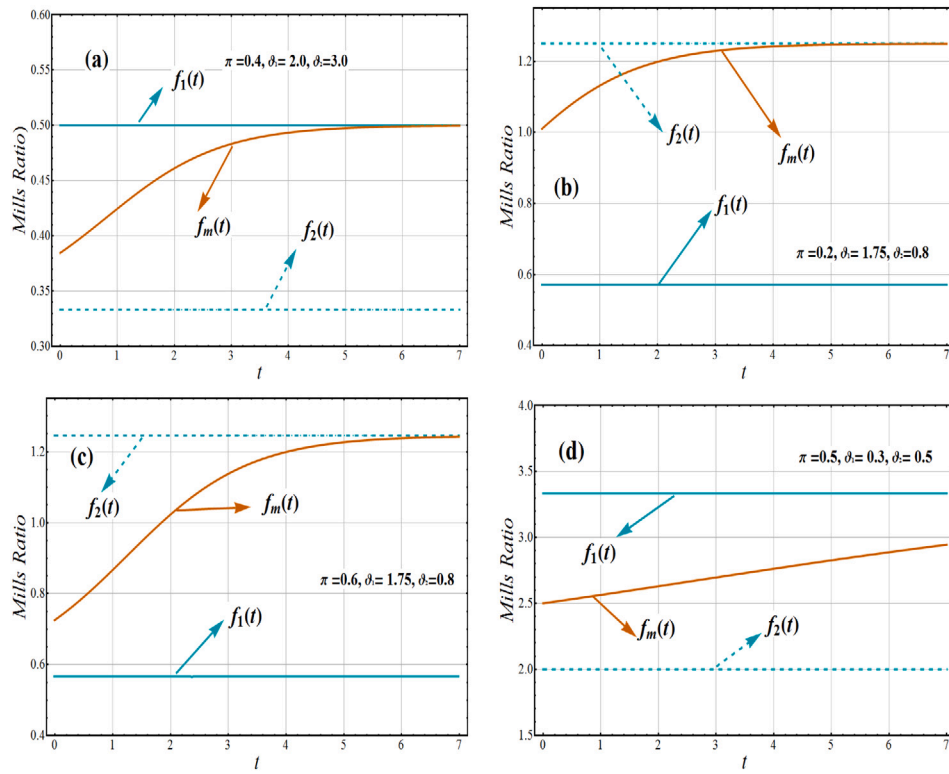 (a)
π =0.4, ϑ₁= 2.0, ϑ₂=3.0
f₁(t)
fₘ(t)
f₂(t)
Mills Ratio)
0.60
0.55
0.50
0.45
0.40
0.35
0.30
0 1 2 3 4 5 6 7
t
(b)
f₂(t)
fₘ(t)
f₁(t)
π =0.2, ϑ₁= 1.75, ϑ₂=0.8
Mills Ratio
1.2
1.0
0.8
0.6
0.4
0 1 2 3 4 5 6 7
t
(c)
f₂(t)
fₘ(t)
π =0.6, ϑ₁= 1.75, ϑ₂=0.8
f₁(t)
Mills Ratio
1.2
1.0
0.8
0.6
0.4
0 1 2 3 4 5 6 7
t
(d)
π =0.5, ϑ₁= 0.3, ϑ₂= 0.5
f₁(t)
fₘ(t)
f₂(t)
Mills Ratio
4.0
3.5
3.0
2.5
2.0
1.5
0 1 2 3 4 5 6 7
t